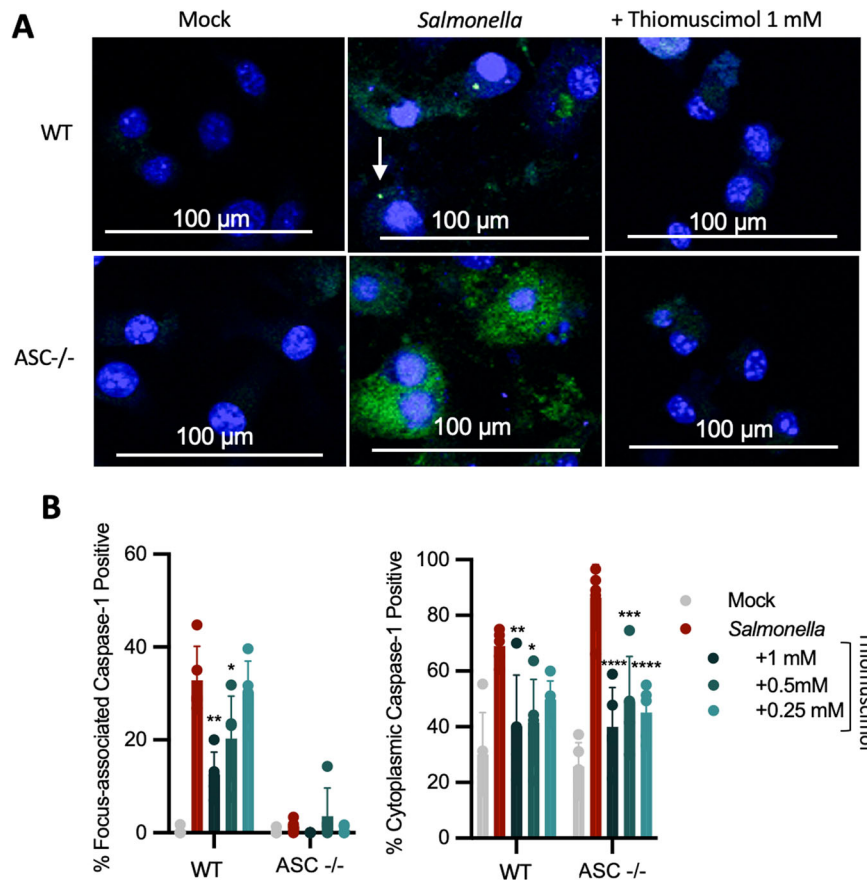 A
Mock
Salmonella
+ Thiomuscimol 1 mM
WT
100 µm
100 µm
100 µm
ASC-/-
100 µm
100 µm
100 µm
B
% Focus-associated Caspase-1 Positive
60
40
20
0
**
*
WT
ASC -/-
% Cytoplasmic Caspase-1 Positive
100
80
60
40
20
0
**
*
****
***
****
WT
ASC -/-
Mock
Salmonella
+1 mM
+0.5mM
+0.25 mM